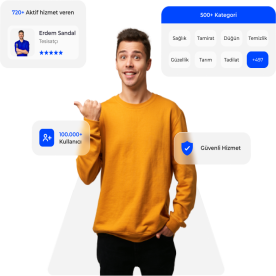 720+ Aktif hizmet veren
Erdem Sandal
Tesisatçı
500+ Kategori
Sağlık Tamirat Düğün Temizlik
Güzellik Tarım Tadilat +497
100.000+
Kullanıcı
Güvenli Hizmet